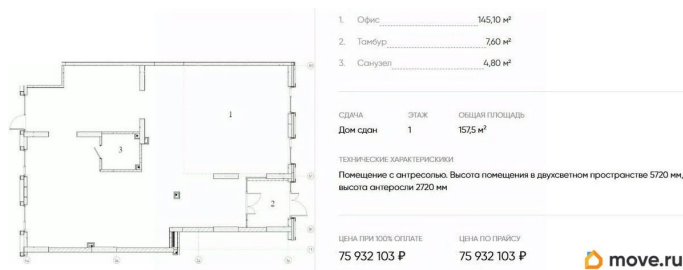 1. Офис 145,10 м²
2. Тамбур 7,60 м²
3. Санузел 4,80 м²
1
3
2
СДАЧА ЭТАЖ ОБЩАЯ ПЛОЩАДЬ
Дом сдан 1 157,5 м²
ТЕХНИЧЕСКИЕ ХАРАКТЕРИСКИКИ
Помещение с антресолью. Высота помещения в двухсветном пространстве 5720 мм,
высота антеросли 2720 мм
ЦЕНА ПРИ 100% ОПЛАТЕ ЦЕНА ПО ПРАЙСУ
75 932 103 ₽ 75 932 103 ₽
move.ru